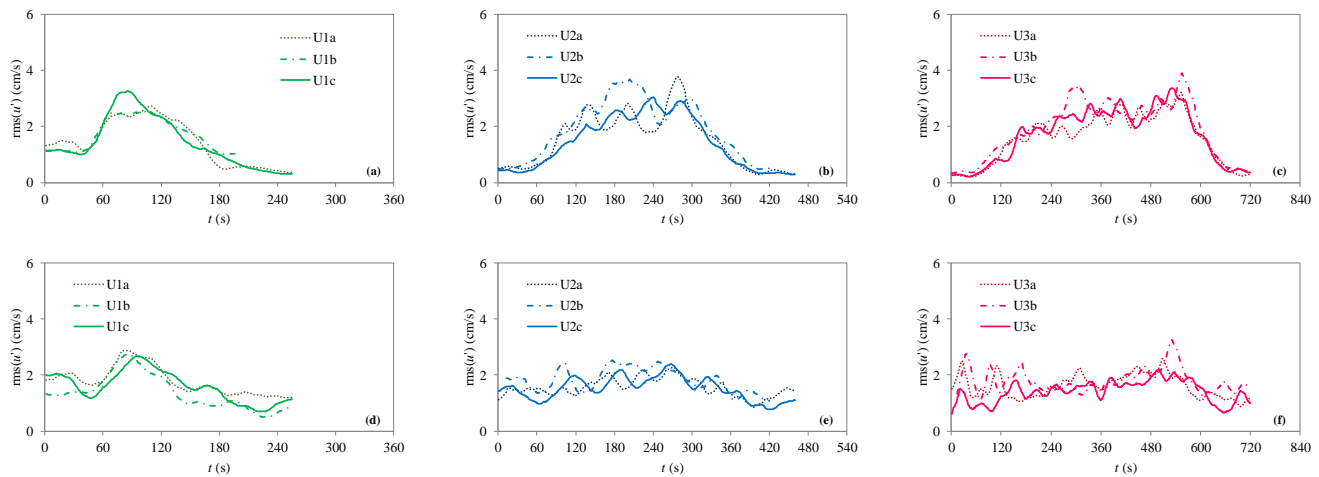 6
4
2
0
rms(u') (cm/s)
U1a
U1b
U1c
(a)
0 60 120 180 240 300 360
t (s)
6
4
2
0
rms(u') (cm/s)
U2a
U2b
U2c
(b)
0 60 120 180 240 300 360 420 480 540
t (s)
6
4
2
0
rms(u') (cm/s)
U3a
U3b
U3c
(c)
0 120 240 360 480 600 720 840
t (s)
6
4
2
0
rms(u') (cm/s)
U1a
U1b
U1c
(d)
0 60 120 180 240 300 360
t (s)
6
4
2
0
rms(u') (cm/s)
U2a
U2b
U2c
(e)
0 60 120 180 240 300 360 420 480 540
t (s)
6
4
2
0
rms(u') (cm/s)
U3a
U3b
U3c
(f)
0 120 240 360 480 600 720 840
t (s)